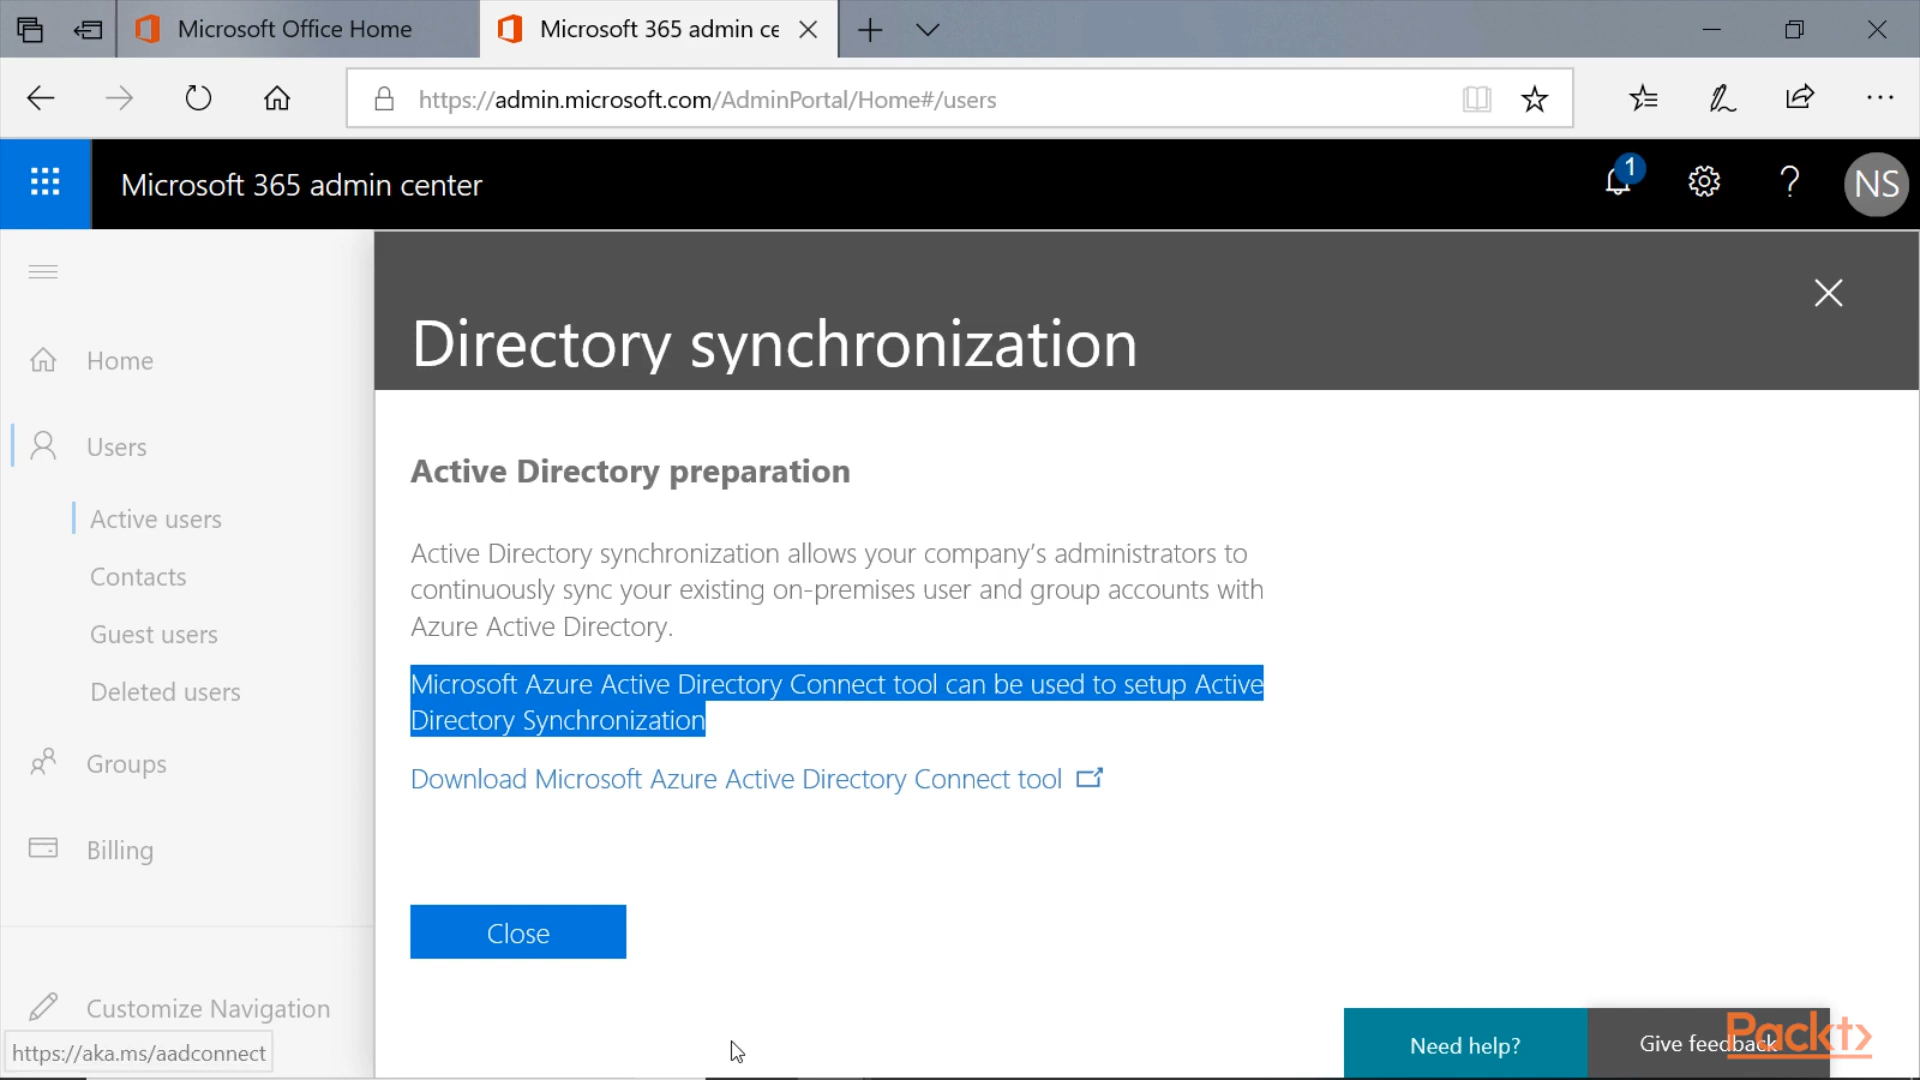 Microsoft Office Home
Microsoft 365 admin ce
https://admin.microsoft.com/AdminPortal/Home#/users
Microsoft 365 admin center
1
NS
Directory synchronization
Home
Users
Active users
Contacts
Guest users
Deleted users
Groups
Billing
Customize Navigation
Active Directory preparation
Active Directory synchronization allows your company's administrators to
continuously sync your existing on-premises user and group accounts with
Azure Active Directory.
Microsoft Azure Active Directory Connect tool can be used to setup Active
Directory Synchronization
Download Microsoft Azure Active Directory Connect tool
Close
https://aka.ms/aadconnect
Need help?
Give feedback
Packt>